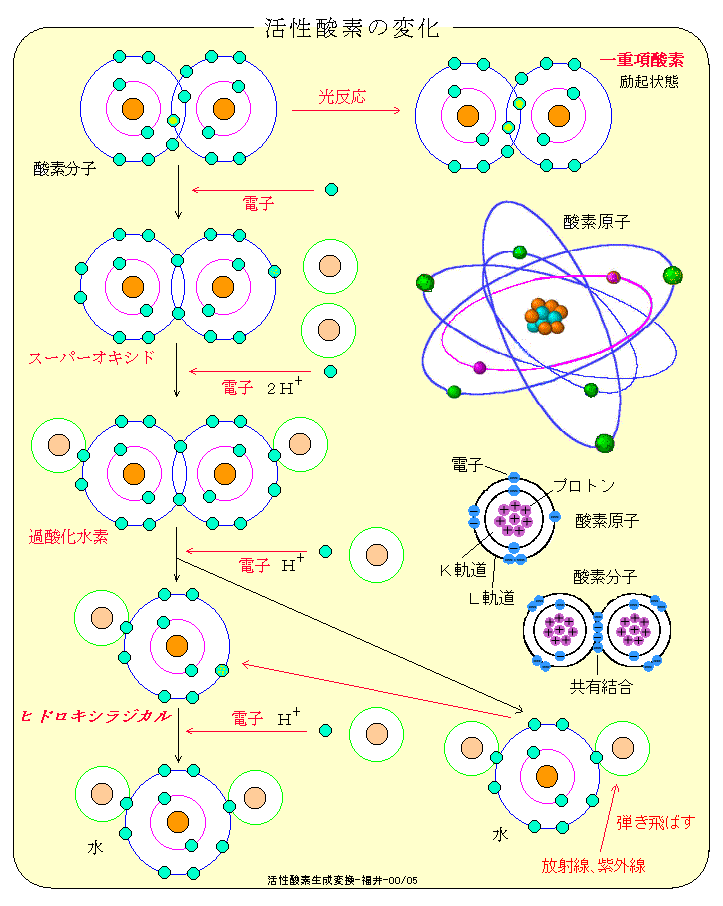 活性酸素の変化
一重項酸素
励起状態
光反応
酸素分子
電子
酸素原子
スーパーオキシド
電子 2H+
電子
プロトン
酸素原子
K軌道
L軌道
過酸化水素
電子 H+
酸素分子
共有結合
ヒドロキシラジカル
電子 H+
水
水
弾き飛ばす
放射線、紫外線
活性酸素生成変換-福井-00/05